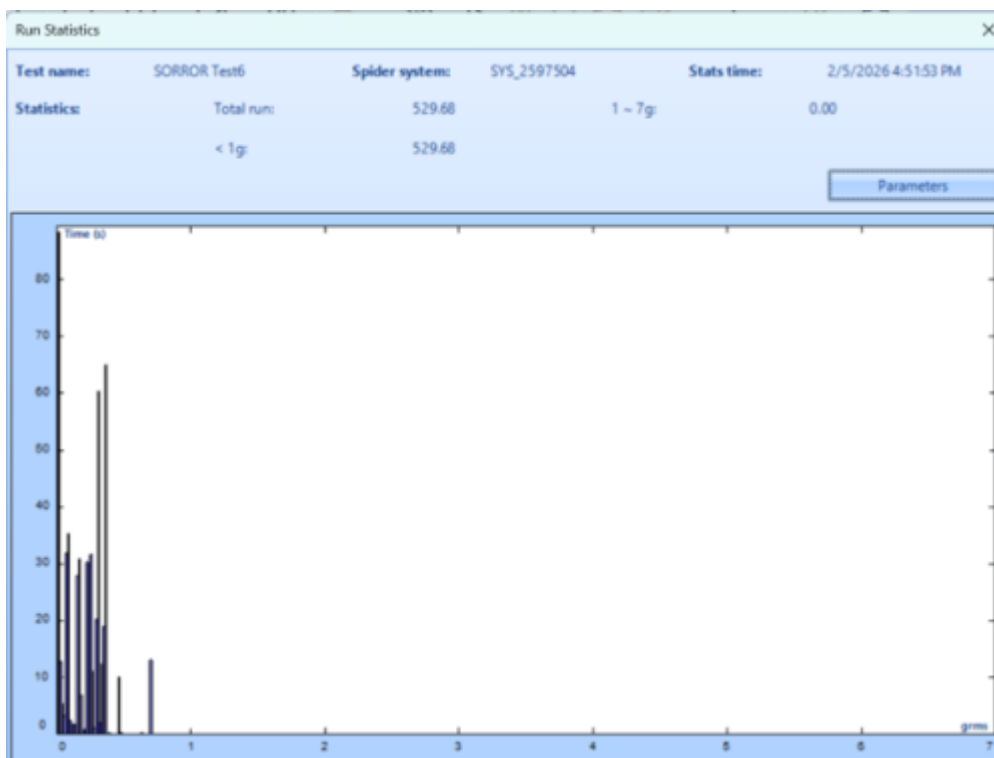 Run Statistics
Test name: SORROR Test6 Spider system: SYS_2597504 Stats time: 2/5/2026 4:51:53 PM
Statistics: Total run: 529.68 1 ~ 7g: 0.00
< 1g: 529.68
Parameters
Time (s)
80
70
60
50
40
30
20
10
0
grms
0 1 2 3 4 5 6 7